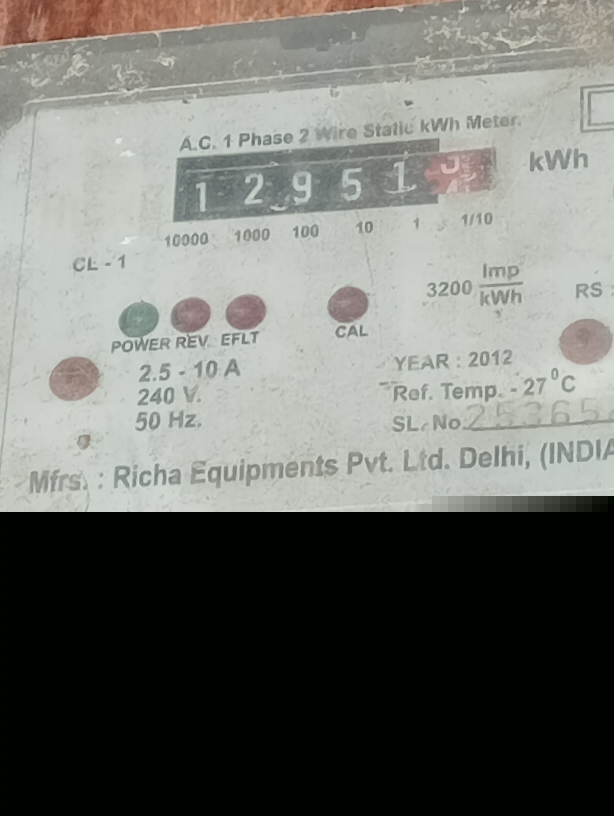 A.C. 1 Phase 2 Wire Static kWh Meter.
1 2 9 5 1 kWh
10000 1000 100 10 1 1/10
CL - 1
3200 Imp/kWh
RS
POWER REV EFLT CAL
2.5 - 10 A
240 V.
50 Hz.
YEAR : 2012
Ref. Temp. - 27°C
SL. No. 25365
Mfrs. : Richa Equipments Pvt. Ltd. Delhi, (INDIA